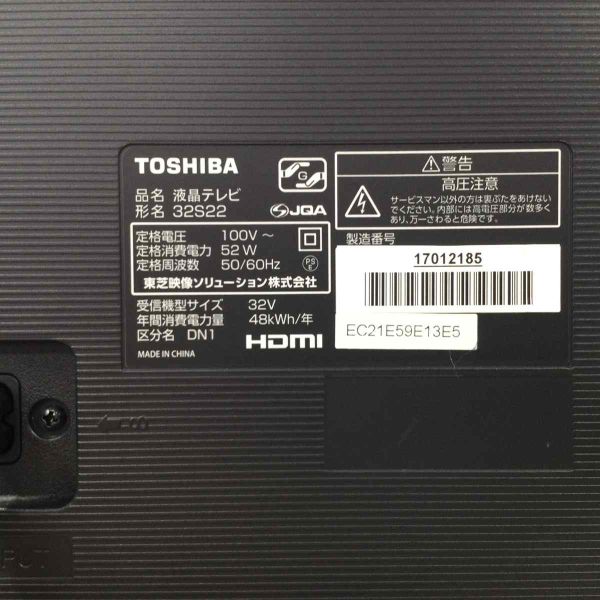 TOSHIBA
G
品名 液晶テレビ
形名 32S22
JQA
定格電圧 100V～
定格消費電力 52W
定格周波数 50/60Hz
PS
E
東芝映像ソリューション株式会社
受信機型サイズ 32V
年間消費電力量 48kWh/年
区分名 DN1
HDMI
MADE IN CHINA
警告
高圧注意
サービスマン以外の方は裏ぶたをあけない
でください。内部には高電圧部分が数多く
あり、万一さわると危険です。
製造番号
17012185
EC21E59E13E5
PUT